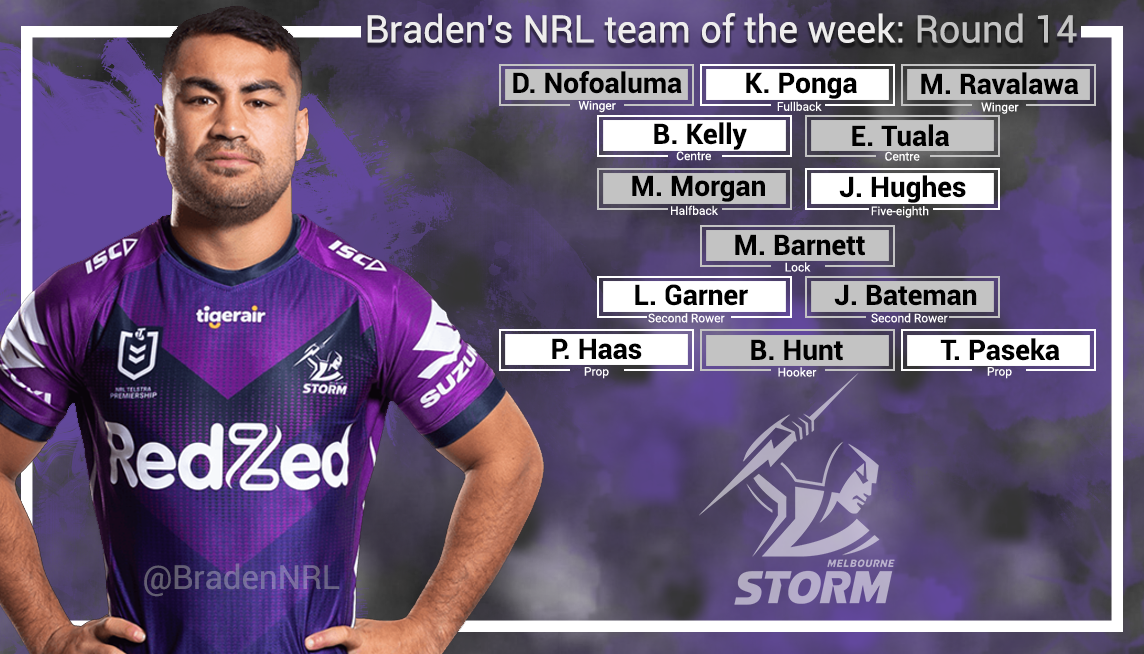 Braden's NRL team of the week: Round 14
D. Nofoaluma K. Ponga M. Ravalawa
Winger Fullback Winger
B. Kelly E. Tuala
Centre Centre
M. Morgan J. Hughes
Halfback Five-eighth
M. Barnett
Lock
L. Garner J. Bateman
Second Rower Second Rower
P. Haas B. Hunt T. Paseka
Prop Hooker Prop
ISC ISC
tigerair
NRL TELSTRA
PREMIERSHIP
STORM
SUZU
KI
RedZed
@BradenNRL
MELBOURNE
STORM